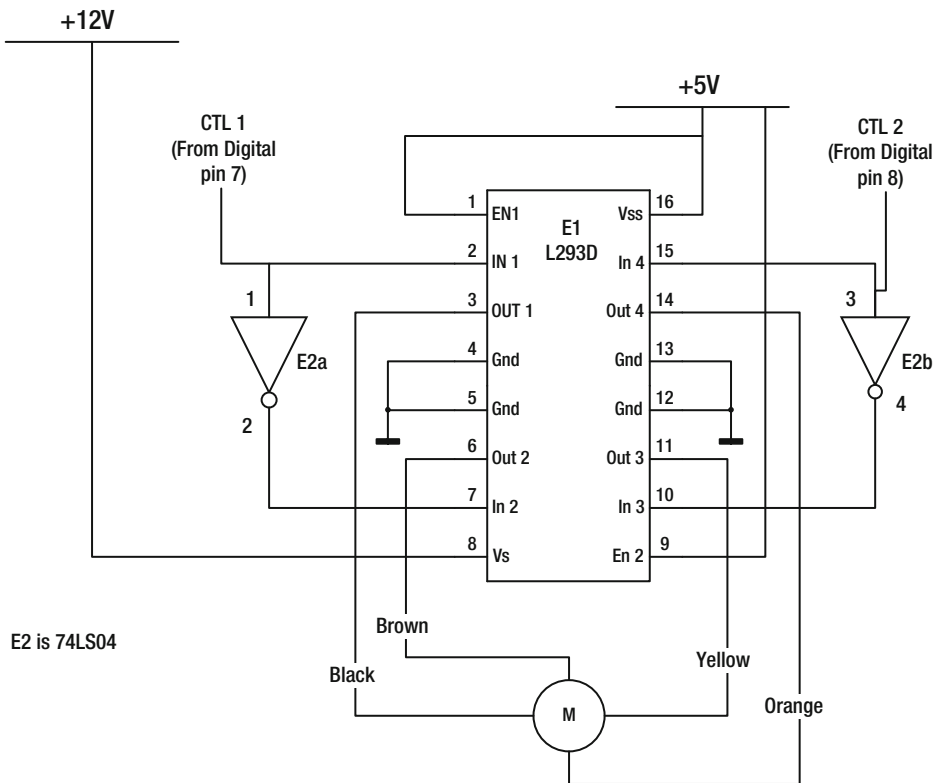 +12V
+5V
CTL 1
(From Digital
pin 7)
CTL 2
(From Digital
pin 8)
1
EN1
E1
L293D
Vss
16
2
IN 1
In 4
15
1
3
OUT 1
Out 4
14
3
E2a
4
Gnd
Gnd
13
E2b
2
5
Gnd
Gnd
12
4
6
Out 2
Out 3
11
7
In 2
In 3
10
8
Vs
En 2
9
E2 is 74LS04
Brown
Black
Yellow
Orange
M